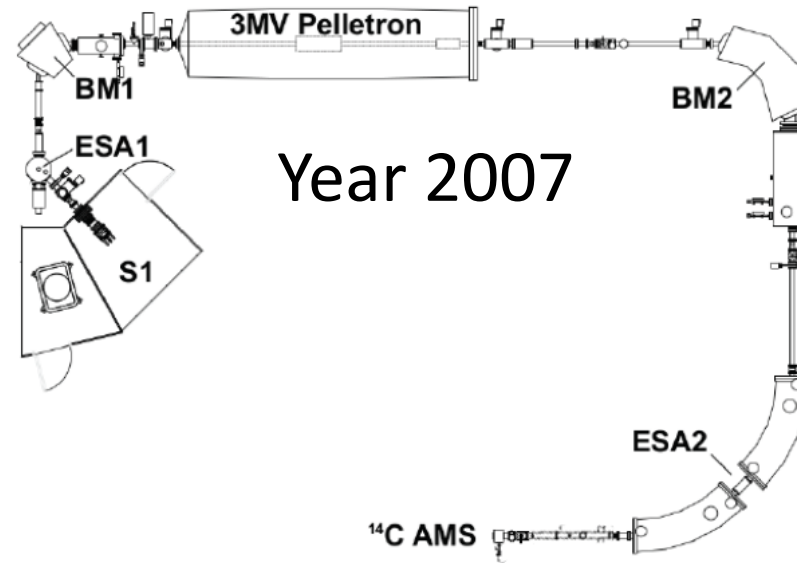 3MV Pelletron
BM1
BM2
ESA1
Year 2007
S1
ESA2
¹⁴C AMS